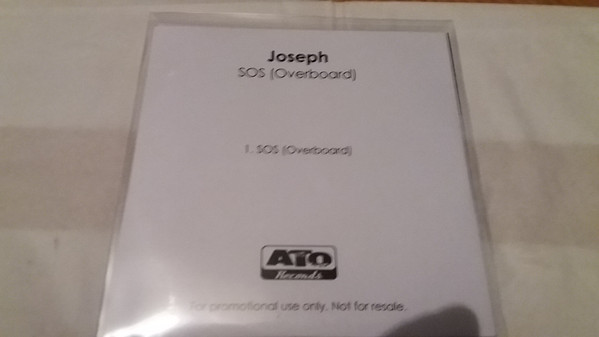 Joseph
SOS (Overboard)
1. SOS (Overboard)
ATO
Records
For promotional use only. Not for resale.